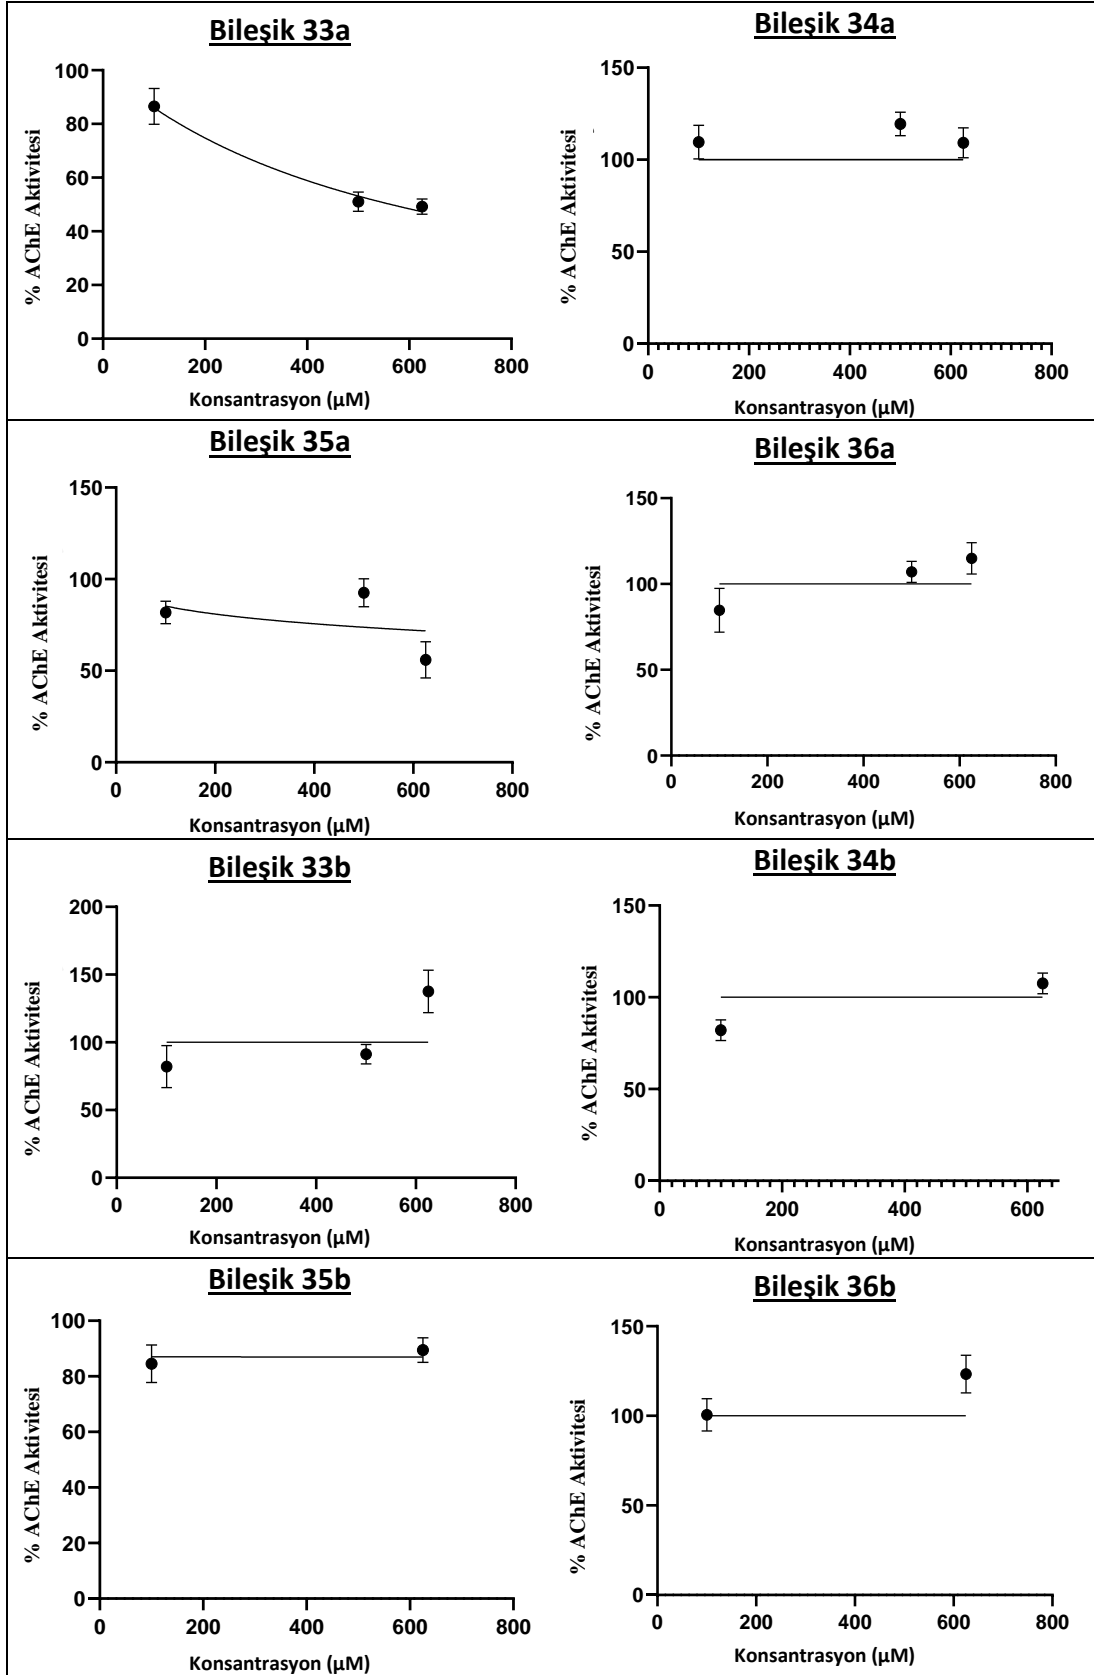 Bileşik 33a
% AChE Aktivitesi
100
80
60
40
20
0
0 200 400 600 800
Konsantrasyon (µM)
Bileşik 34a
% AChE Aktivitesi
150
100
50
0
0 200 400 600 800
Konsantrasyon (µM)
Bileşik 35a
% AChE Aktivitesi
150
100
50
0
0 200 400 600 800
Konsantrasyon (µM)
Bileşik 36a
% AChE Aktivitesi
150
100
50
0
0 200 400 600 800
Konsantrasyon (µM)
Bileşik 33b
% AChE Aktivitesi
200
150
100
50
0
0 200 400 600 800
Konsantrasyon (µM)
Bileşik 34b
% AChE Aktivitesi
150
100
50
0
0 200 400 600
Konsantrasyon (µM)
Bileşik 35b
% AChE Aktivitesi
100
80
60
40
20
0
0 200 400 600 800
Konsantrasyon (µM)
Bileşik 36b
% AChE Aktivitesi
150
100
50
0
0 200 400 600 800
Konsantrasyon (µM)